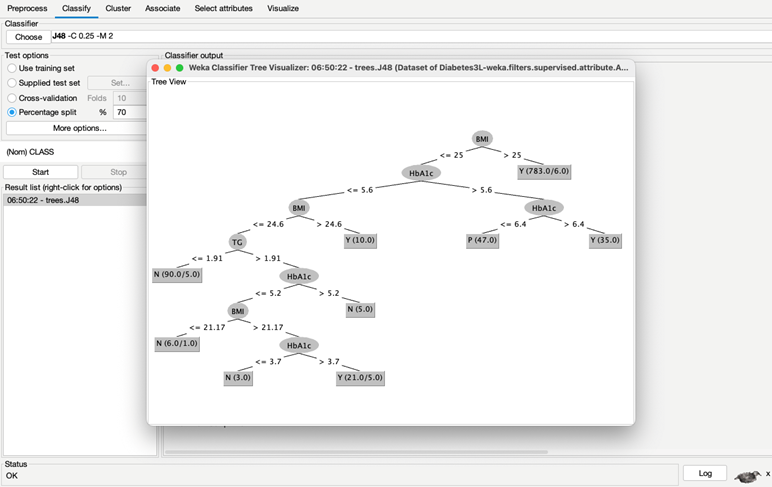 Preprocess Classify Cluster Associate Select attributes Visualize
Classifier
Choose J48 -C 0.25 -M 2
Test options
Classifier output
Use training set
Supplied test set Set...
Cross-validation Folds 10
Percentage split % 70
More options...
(Nom) CLASS
Start Stop
Result list (right-click for options)
06:50:22 - trees.J48
Weka Classifier Tree Visualizer: 06:50:22 - trees.J48 (Dataset of Diabetes3L-weka.filters.supervised.attribute.A...
Tree View
BMI
<= 25 > 25
HbA1c Y (783.0/6.0)
<= 5.6 > 5.6
BMI HbA1c
<= 24.6 > 24.6 <= 6.4 > 6.4
TG Y (10.0) P (47.0) Y (35.0)
<= 1.91 > 1.91
N (90.0/5.0) HbA1c
<= 5.2 > 5.2
BMI N (5.0)
<= 21.17 > 21.17
N (6.0/1.0) HbA1c
<= 3.7 > 3.7
N (3.0) Y (21.0/5.0)
Status
OK
Log x